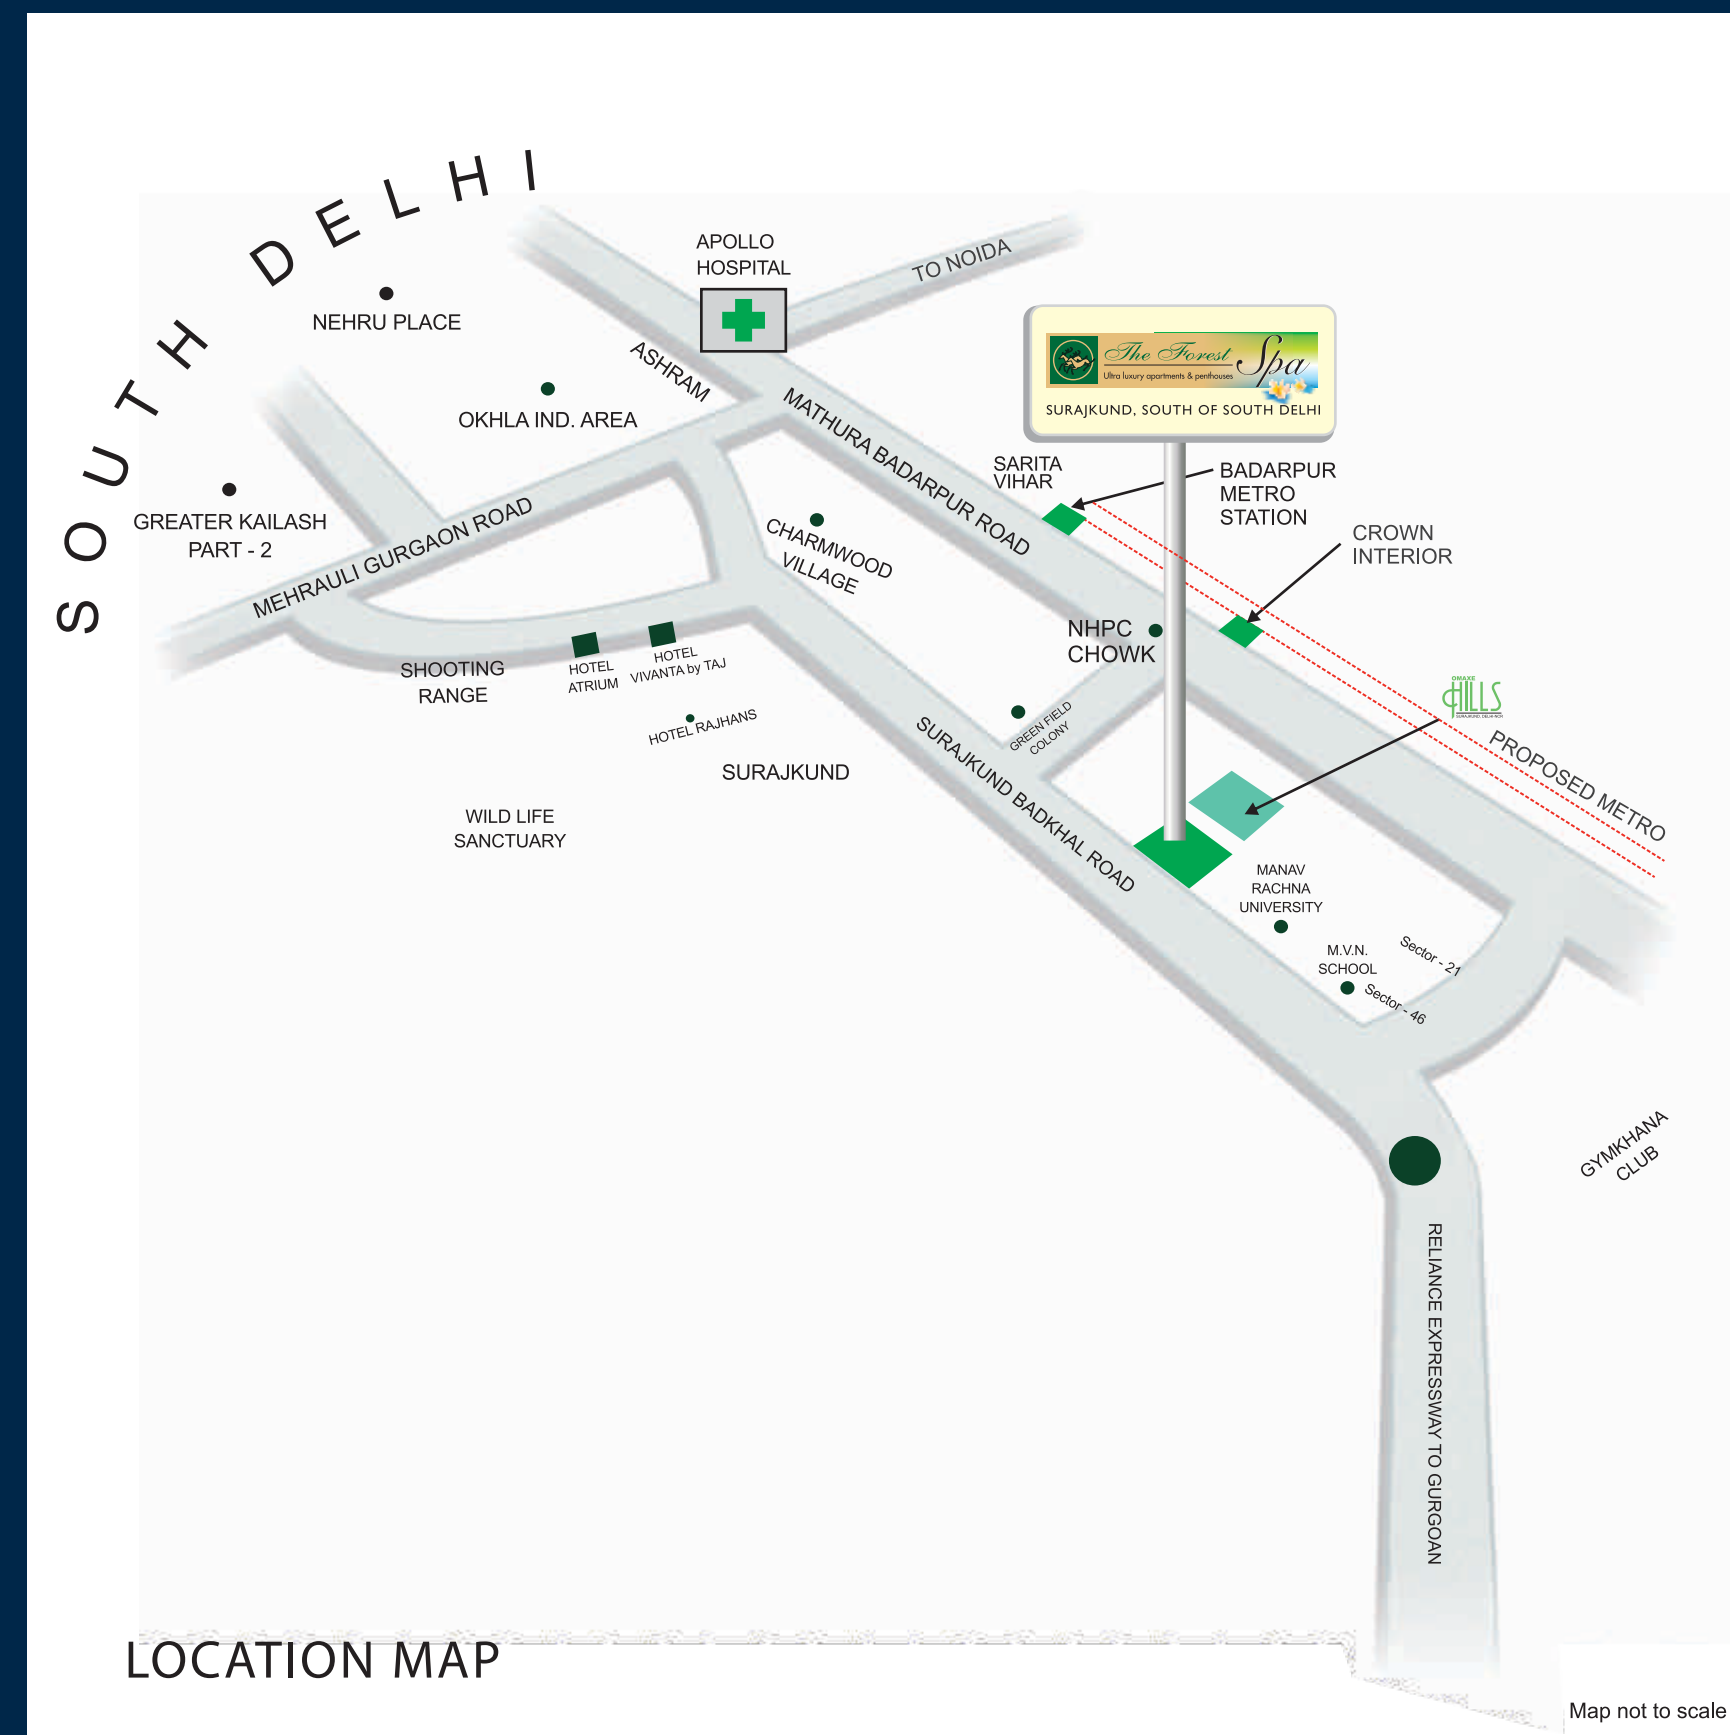 SOUTH DELHI
NEHRU PLACE
APOLLO
HOSPITAL
TO NOIDA
ASHRAM
OKHLA IND. AREA
The Forest Spa
Ultra luxury apartments & penthouses
SURAJKUND, SOUTH OF SOUTH DELHI
MATHURA BADARPUR ROAD
SARITA
VIHAR
BADARPUR
METRO
STATION
GREATER KAILASH
PART - 2
MEHRAULI GURGAON ROAD
CHARMWOOD
VILLAGE
CROWN
INTERIOR
NHPC
CHOWK
SHOOTING
RANGE
HOTEL
ATRIUM
HOTEL
VIVANTA by TAJ
HOTEL RAJHANS
GREEN FIELD
COLONY
OMAXE
HILLS
SURAJKUND, DELHI-NCR
PROPOSED METRO
SURAJKUND
SURAJKUND BADKHAL ROAD
WILD LIFE
SANCTUARY
MANAV
RACHNA
UNIVERSITY
M.V.N.
SCHOOL
Sector - 21
Sector - 46
GYMKHANA
CLUB
RELIANCE EXPRESSWAY TO GURGOAN
LOCATION MAP
Map not to scale